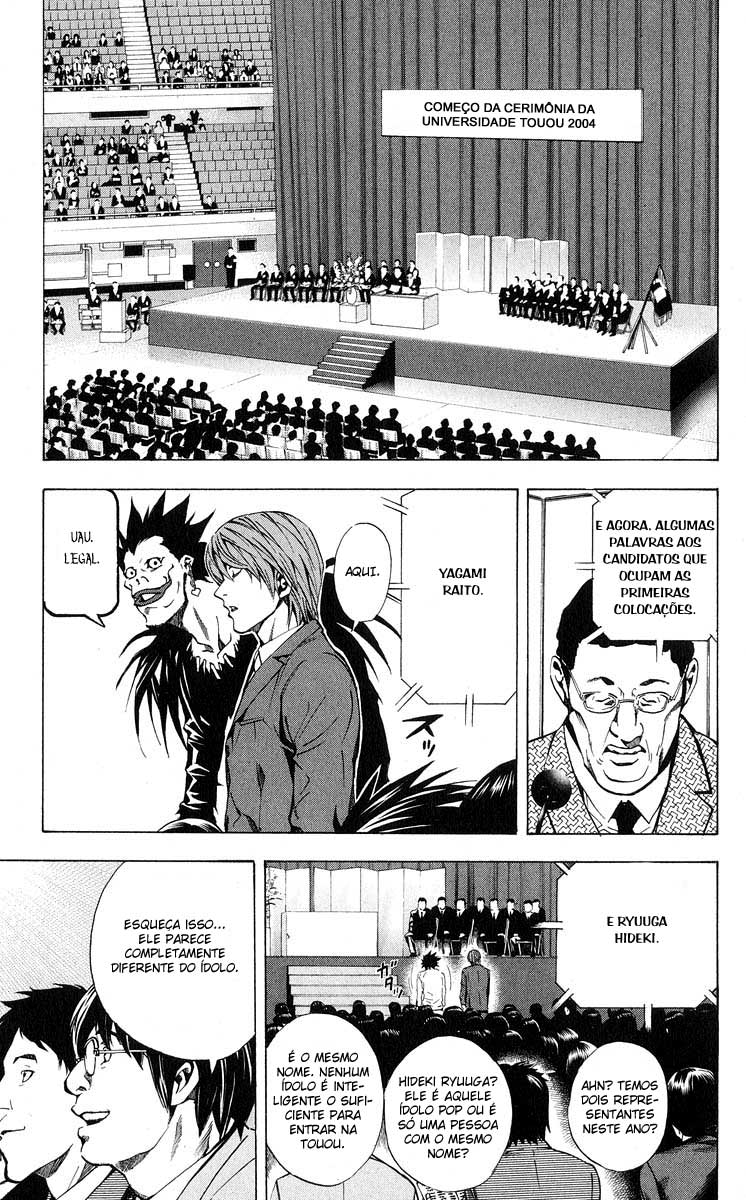 COMEÇO DA CERIMÔNIA DA
UNIVERSIDADE TOUOU 2004
E AGORA. ALGUMAS
PALAVRAS AOS
CANDIDATOS QUE
OCUPAM AS
PRIMEIRAS
COLOCAÇÕES.
YAGAMI
RAITO.
AQUI.
UAU.
LEGAL.
ス
E RYUUGA
HIDEKI.
ガタ
AHN? TEMOS
DOIS REPRE-
SENTANTES
NESTE ANO?
HIDEKI RYUUGA?
ELE É AQUELE
ÍDOLO POP OU É
SÓ UMA PESSOA
COM O MESMO
NOME?
É O MESMO
NOME. NENHUM
ÍDOLO É INTE-
LIGENTE O SUFI-
CIENTE PARA
ENTRAR NA
TOUOU.
ESQUEÇA ISSO...
ELE PARECE
COMPLETAMENTE
DIFERENTE DO ÍDOLO.